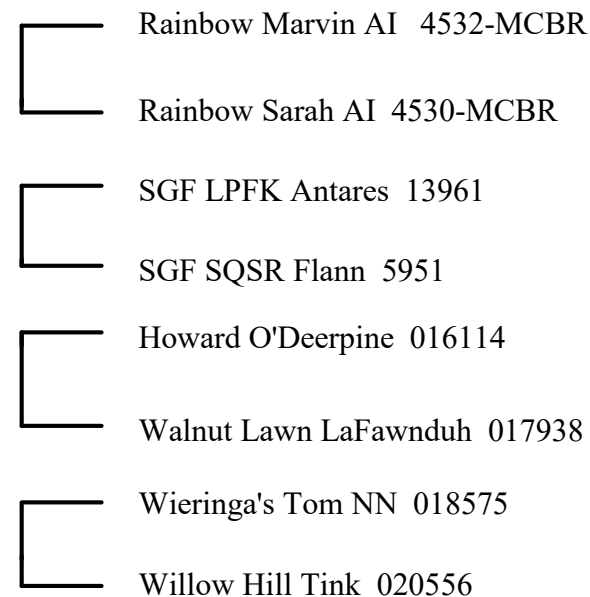 Rainbow Marvin AI 4532-MCBR
Rainbow Sarah AI 4530-MCBR
SGF LPFK Antares 13961
SGF SQSR Flann 5951
Howard O'Deerpine 016114
Walnut Lawn LaFawnduh 017938
Wieringa's Tom NN 018575
Willow Hill Tink 020556